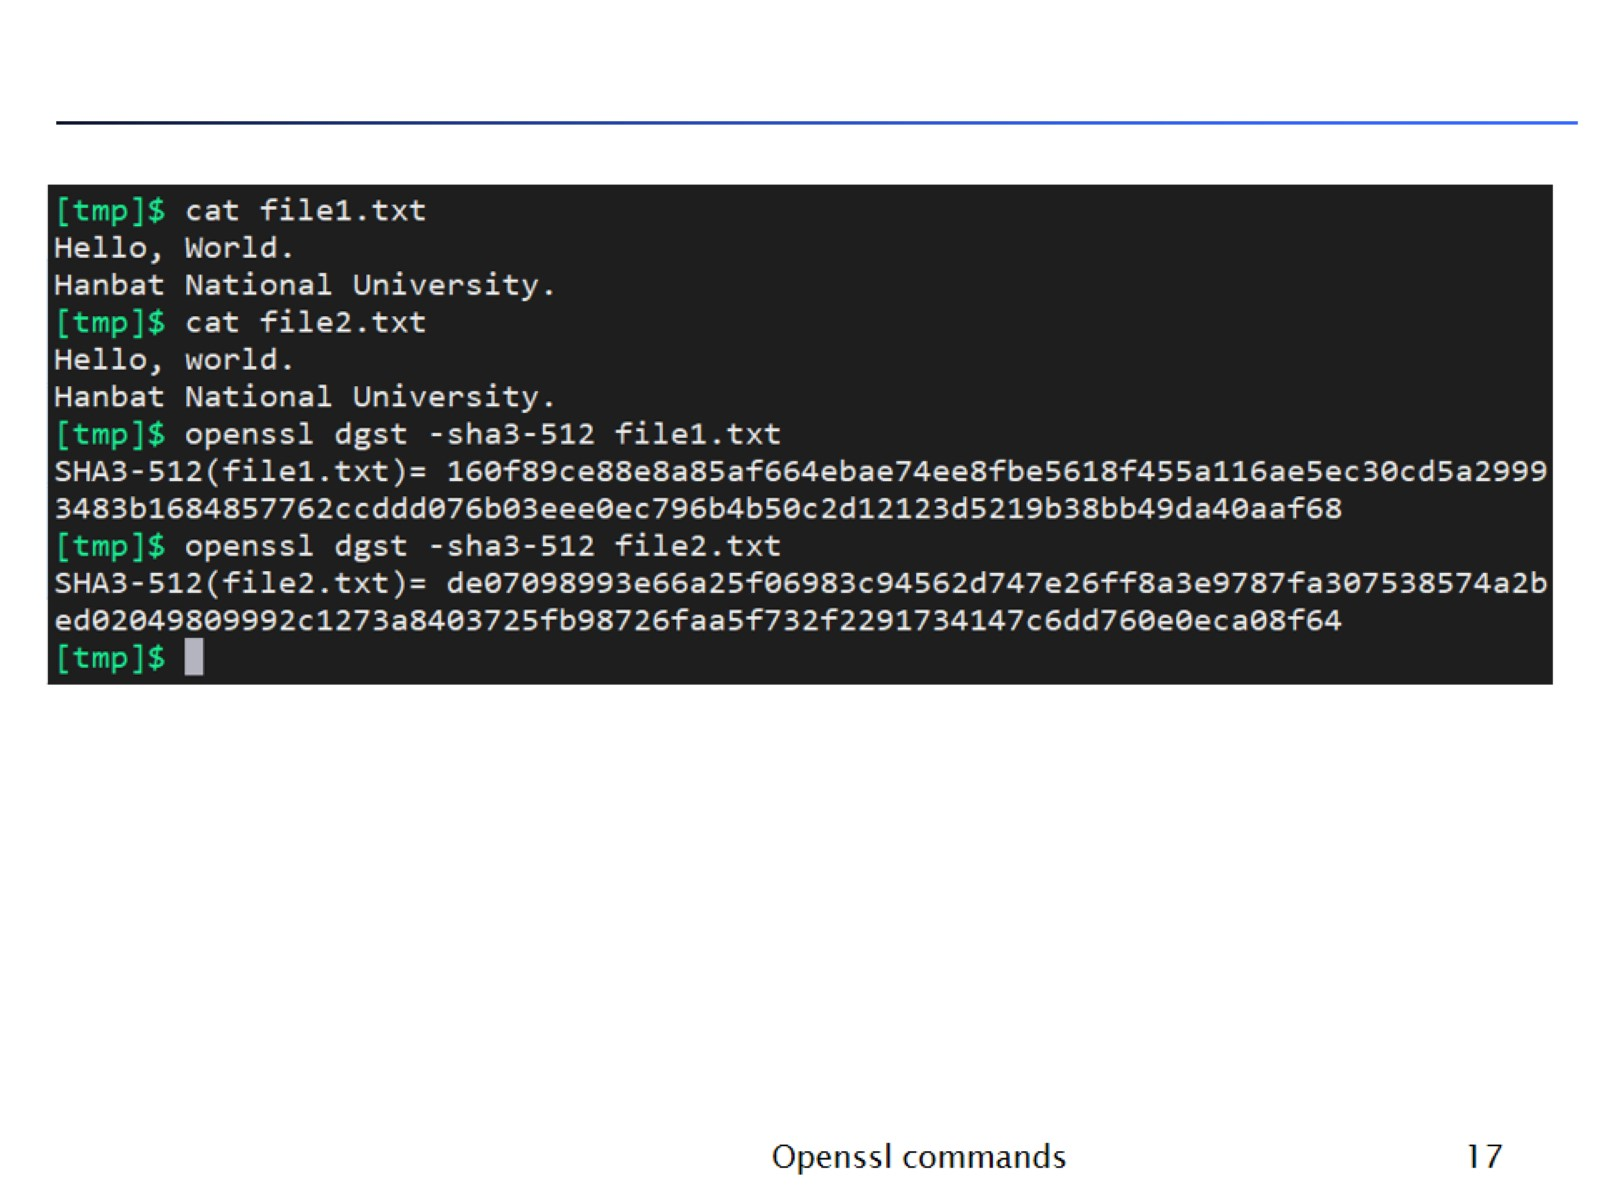 [tmp]$ cat file1.txt
Hello, World.
Hanbat National University.
[tmp]$ cat file2.txt
Hello, world.
Hanbat National University.
[tmp]$ openssl dgst -sha3-512 file1.txt
SHA3-512(file1.txt)= 160f89ce88e8a85af664ebae74ee8fbe5618f455a116ae5ec30cd5a2999
3483b1684857762ccddd076b03eee0ec796b4b50c2d12123d5219b38bb49da40aaf68
[tmp]$ openssl dgst -sha3-512 file2.txt
SHA3-512(file2.txt)= de07098993e66a25f06983c94562d747e26ff8a3e9787fa307538574a2b
ed02049809992c1273a8403725fb98726faa5f732f2291734147c6dd760e0eca08f64
[tmp]$
Openssl commands
17